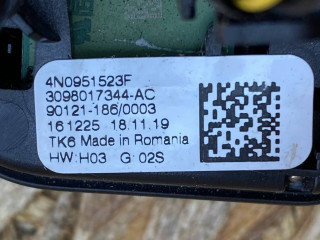 4N0951523F
3098017344-AC
90121-186/0003
161225 18.11.19
TK6 Made in Romania
HW:H03 G:02S